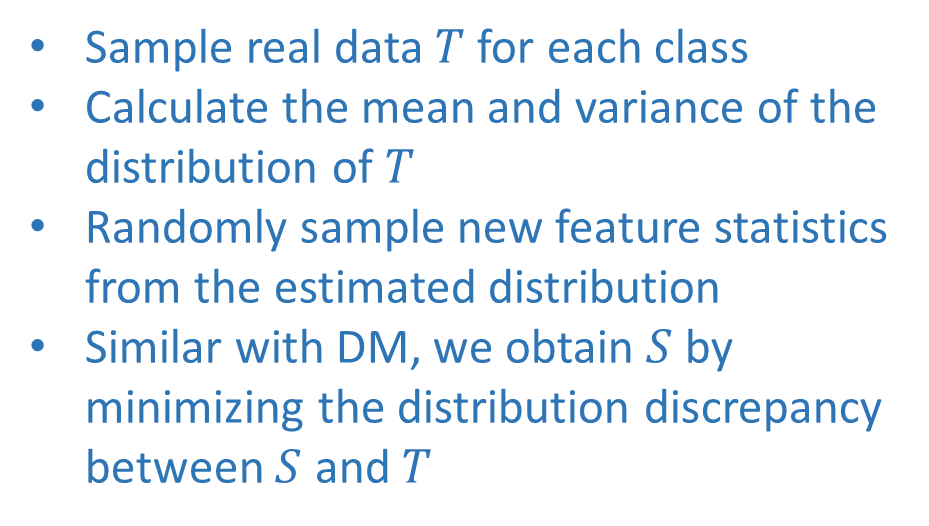 • Sample real data T for each class
• Calculate the mean and variance of the
distribution of T
• Randomly sample new feature statistics
from the estimated distribution
• Similar with DM, we obtain S by
minimizing the distribution discrepancy
between S and T